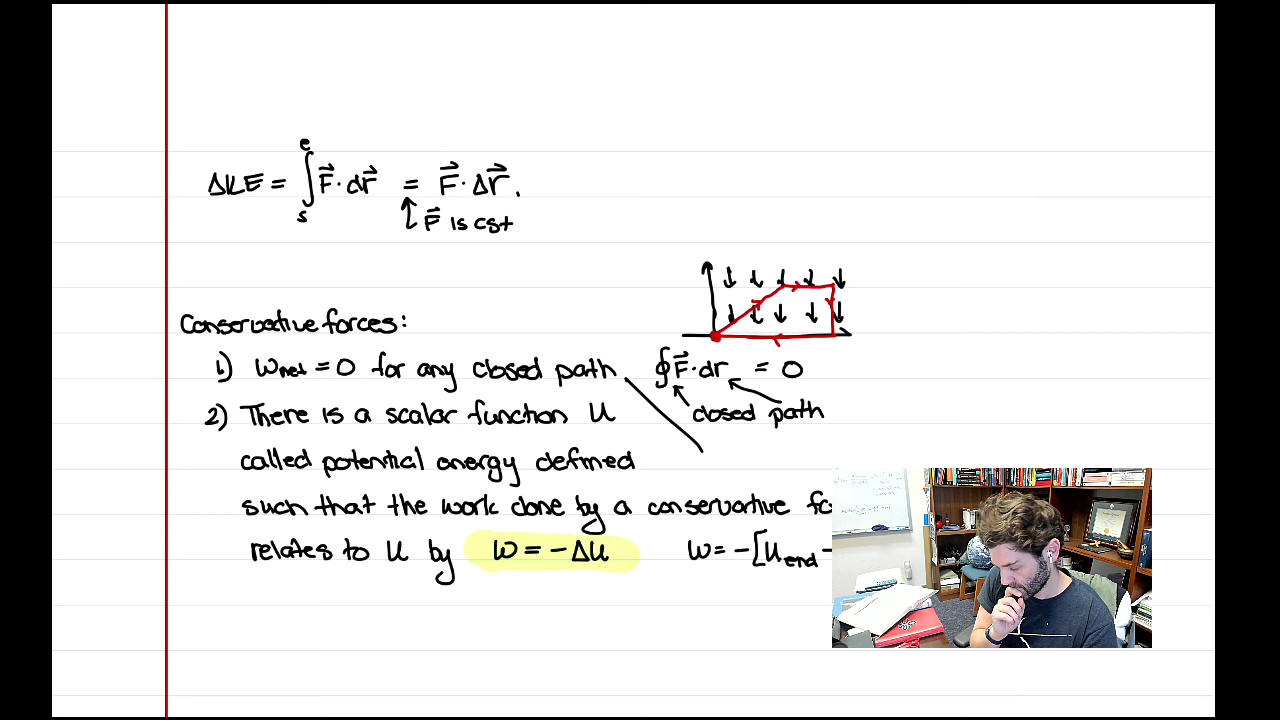 ΔKE = ∫ₛᵉ F⃗ · dr⃗ = F⃗ · Δr⃗.
F⃗ is cst
Conservative forces:
1) Wnet = 0 for any closed path
∮ F⃗ · dr = 0
closed path
2) There is a scalar function U
called potential energy defined
such that the work done by a conservative fo
relates to U by W = -ΔU W = -[Uend -